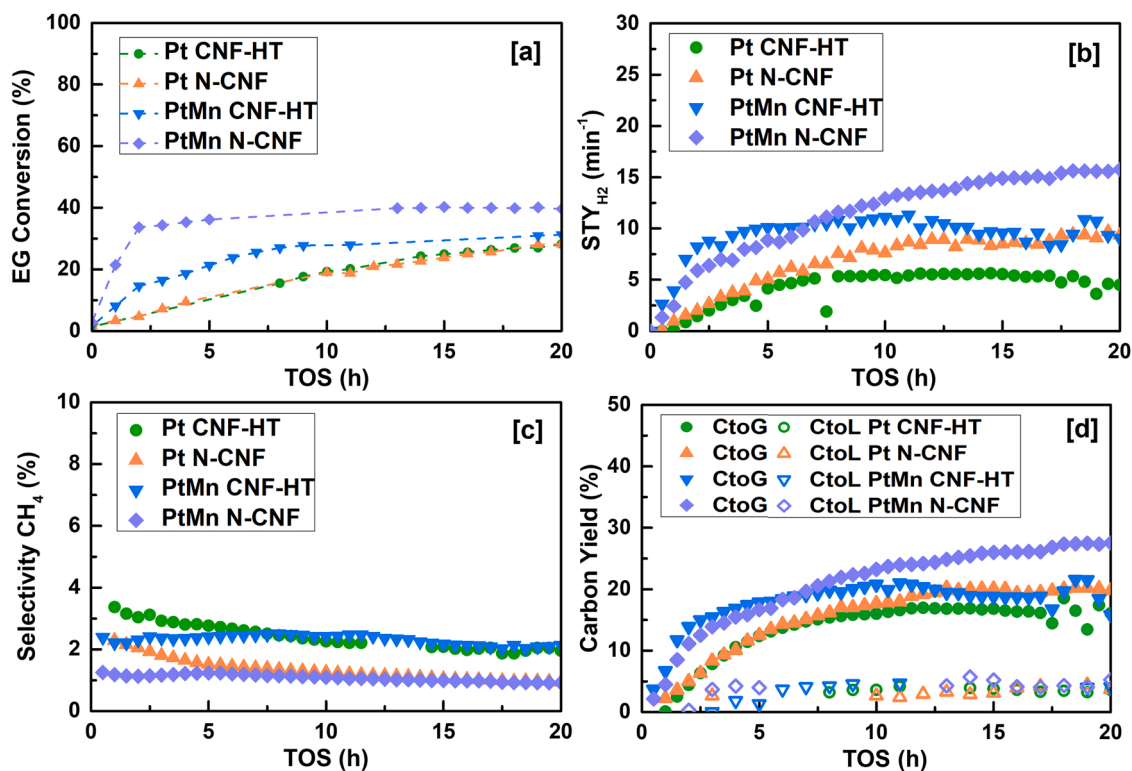 [a]
EG Conversion (%)
100
80
60
40
20
0
Pt CNF-HT
Pt N-CNF
PtMn CNF-HT
PtMn N-CNF
0 5 10 15 20
TOS (h)
[b]
STY_H2 (min⁻¹)
30
25
20
15
10
5
0
Pt CNF-HT
Pt N-CNF
PtMn CNF-HT
PtMn N-CNF
0 5 10 15 20
TOS (h)
[c]
Selectivity CH₄ (%)
10
8
6
4
2
0
Pt CNF-HT
Pt N-CNF
PtMn CNF-HT
PtMn N-CNF
0 5 10 15 20
TOS (h)
[d]
Carbon Yield (%)
50
40
30
20
10
0
CtoG CtoL Pt CNF-HT
CtoG CtoL Pt N-CNF
CtoG CtoL PtMn CNF-HT
CtoG CtoL PtMn N-CNF
0 5 10 15 20
TOS (h)